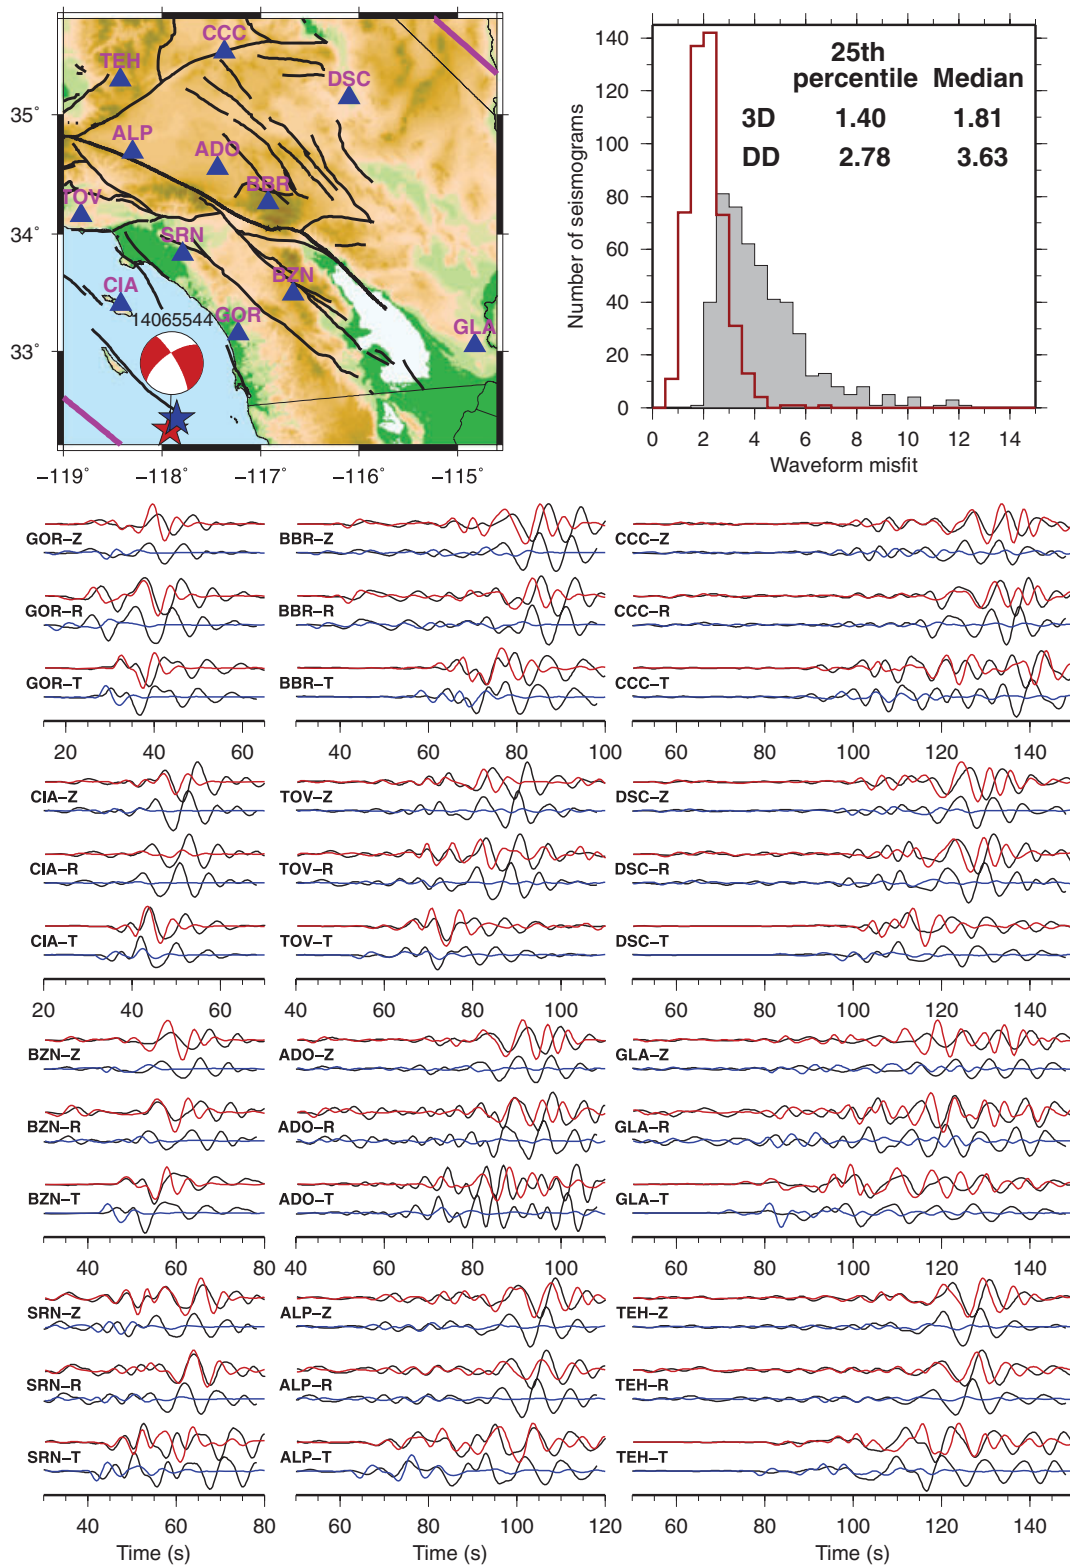 CCC
TEH
DSC
ALP
ADO
BBR
TOV
SRN
BZN
CIA
14065544
GOR
GLA
35°
34°
33°
−119°
−118°
−117°
−116°
−115°
Number of seismograms
140
120
100
80
60
40
20
0
25th
percentile Median
3D 1.40 1.81
DD 2.78 3.63
0 2 4 6 8 10 12 14
Waveform misfit
GOR−Z BBR−Z CCC−Z
GOR−R BBR−R CCC−R
GOR−T BBR−T CCC−T
20 40 60 40 60 80 100 60 80 100 120 140
CIA−Z TOV−Z DSC−Z
CIA−R TOV−R DSC−R
CIA−T TOV−T DSC−T
20 40 60 40 60 80 100 60 80 100 120 140
BZN−Z ADO−Z GLA−Z
BZN−R ADO−R GLA−R
BZN−T ADO−T GLA−T
40 60 80 40 60 80 100 60 80 100 120 140
SRN−Z ALP−Z TEH−Z
SRN−R ALP−R TEH−R
SRN−T ALP−T TEH−T
30 40 60 80 40 60 80 100 120 60 80 100 120 140
Time (s) Time (s) Time (s)